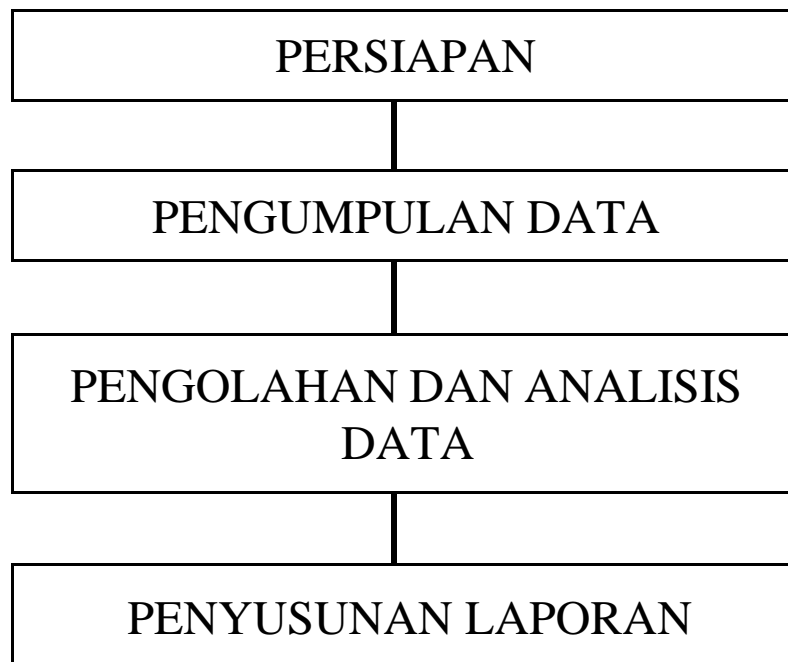 PERSIAPAN
PENGUMPULAN DATA
PENGOLAHAN DAN ANALISIS
DATA
PENYUSUNAN LAPORAN